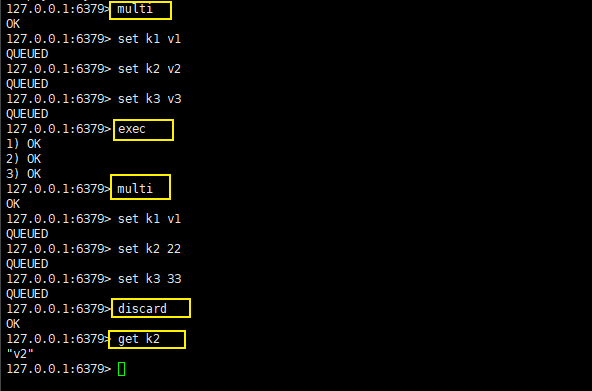 127.0.0.1:6379> multi
OK
127.0.0.1:6379> set k1 v1
QUEUED
127.0.0.1:6379> set k2 v2
QUEUED
127.0.0.1:6379> set k3 v3
QUEUED
127.0.0.1:6379> exec
1) OK
2) OK
3) OK
127.0.0.1:6379> multi
OK
127.0.0.1:6379> set k1 v1
QUEUED
127.0.0.1:6379> set k2 22
QUEUED
127.0.0.1:6379> set k3 33
QUEUED
127.0.0.1:6379> discard
OK
127.0.0.1:6379> get k2
"v2"
127.0.0.1:6379>